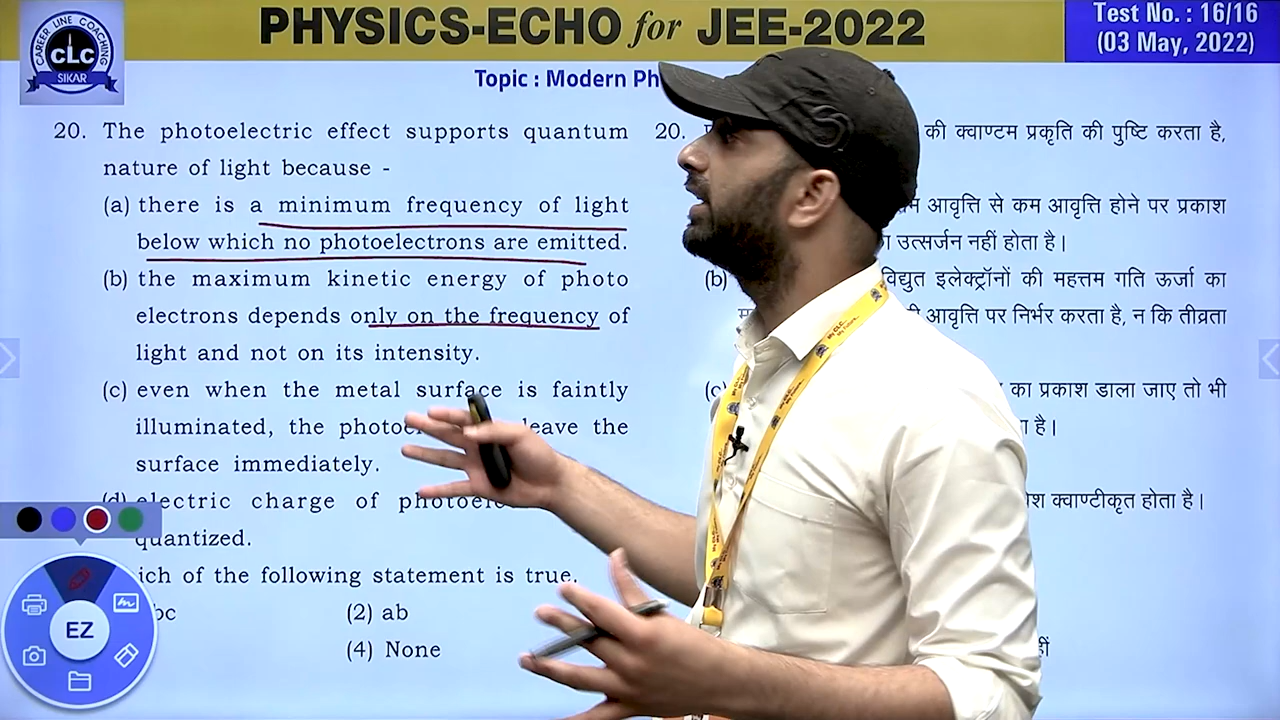 PHYSICS-ECHO for JEE-2022
Test No. : 16/16
(03 May, 2022)
CAREER LINE COACHING
CLC
SIKAR
Topic : Modern
20. The photoelectric effect supports quantum
nature of light because -
(a) there is a minimum frequency of light
below which no photoelectrons are emitted.
(b) the maximum kinetic energy of photo
electrons depends only on the frequency of
light and not on its intensity.
(c) even when the metal surface is faintly
illuminated, the leave the
surface immediately.
(d) electric charge of
quantized.
of the following statement is true.
(2) ab
(4) None
20. की क्वाण्टम प्रकृति की पुष्टि करता है,
आवृत्ति से कम आवृत्ति होने पर प्रकाश
उत्सर्जन नहीं होता है।
(b) विद्युत इलेक्ट्रॉनों की महत्तम गति ऊर्जा का
आवृत्ति पर निर्भर करता है, न कि तीव्रता
का प्रकाश डाला जाए तो भी
है।
क्वाण्टीकृत होता है।
EZ
My CLC...
My Future...